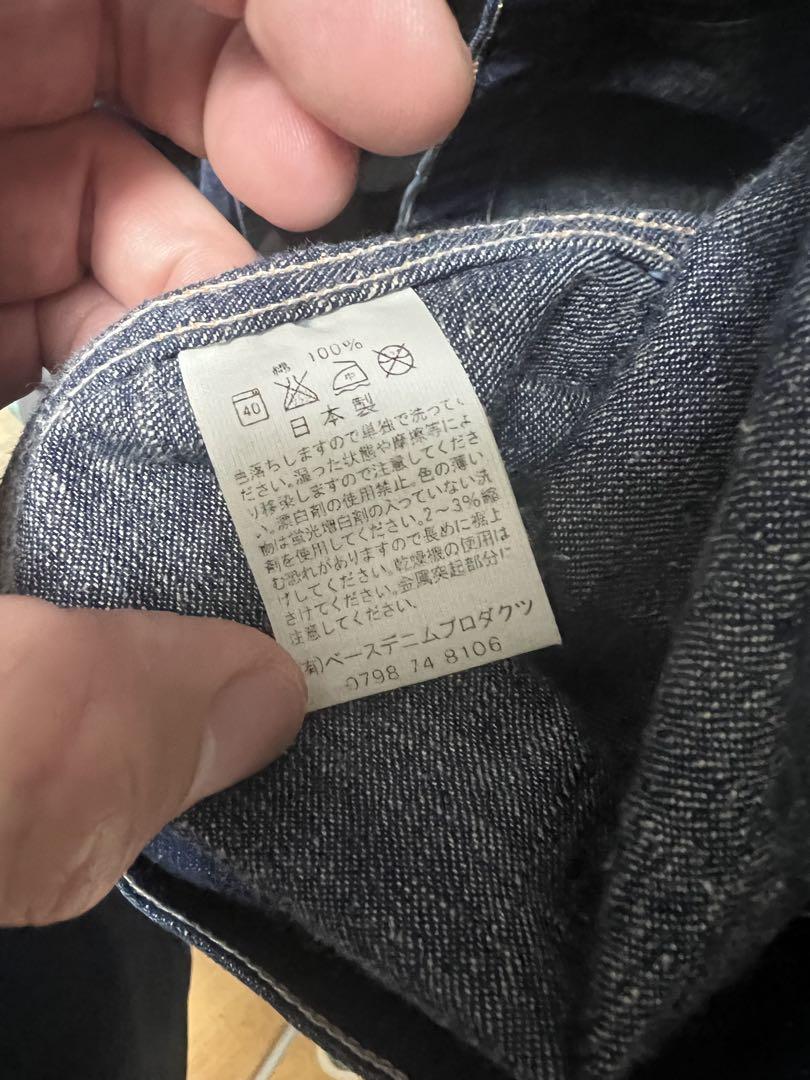 綿 100%
40 中
日本製
色落ちしますので単独で洗ってく
ださい。湿った状態や摩擦等によ
り移染しますので注意してくださ
い。漂白剤の使用禁止。色の薄い
物は蛍光増白剤の入っていない洗
剤を使用してください。2~3%縮
む恐れがありますので長めに裾上
げしてください。乾燥機の使用は
さけてください。金属突起部分に
注意してください。
有)ベースデニムプロダクツ
0798 74 8106